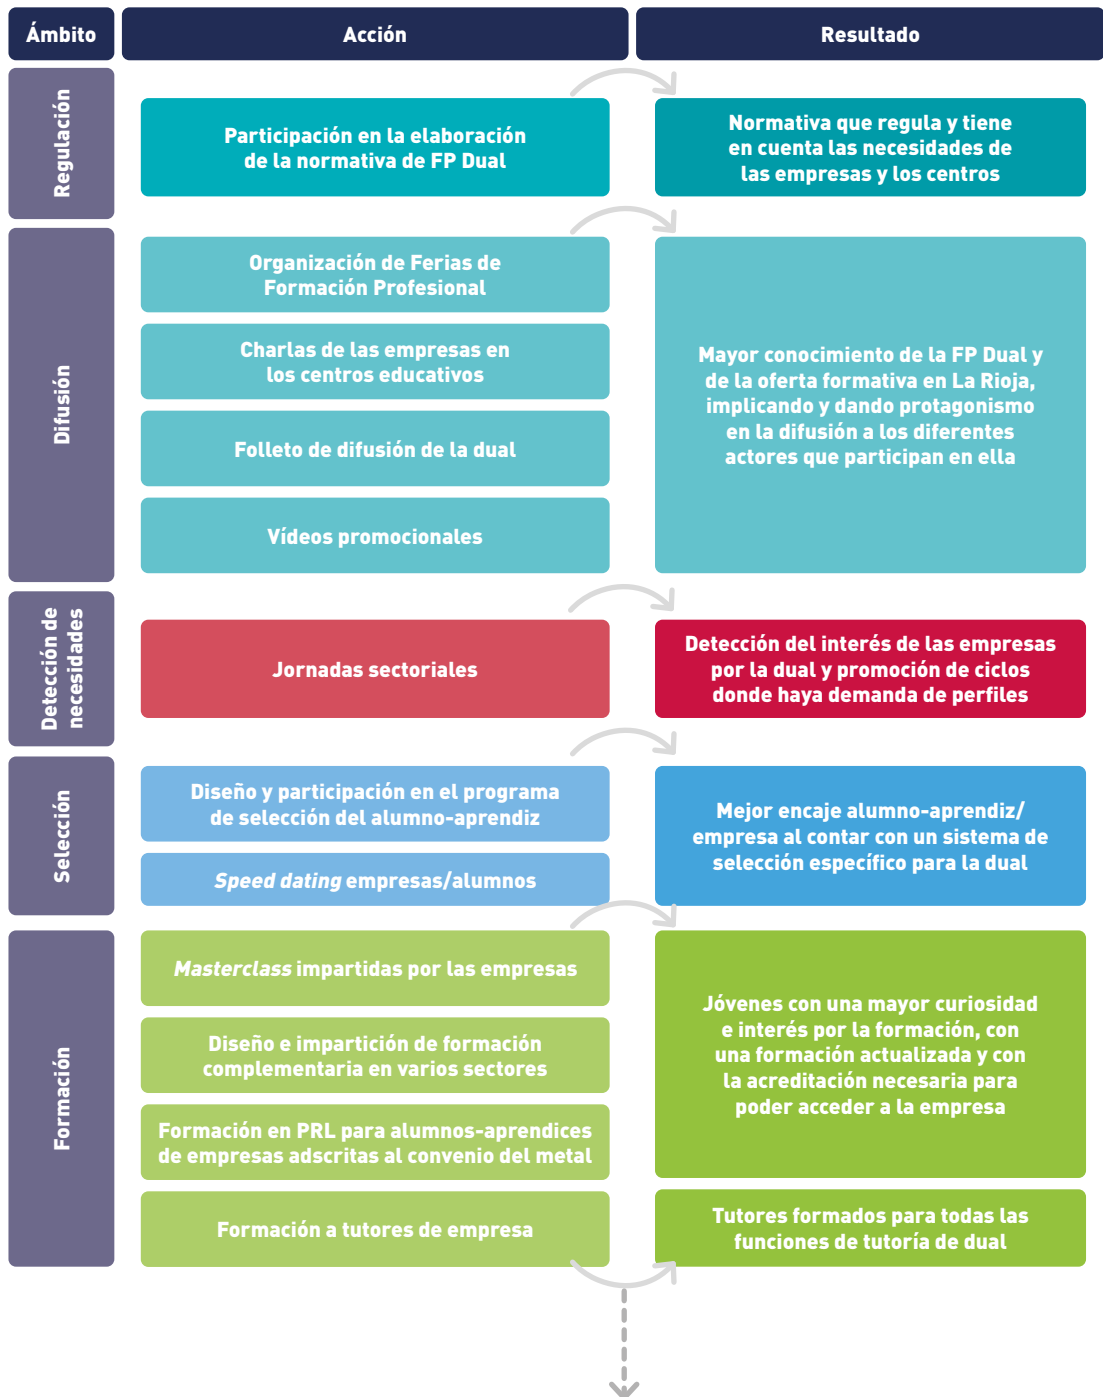 Ámbito
Acción
Resultado
Regulación
Participación en la elaboración
de la normativa de FP Dual
Normativa que regula y tiene
en cuenta las necesidades de
las empresas y los centros
Difusión
Organización de Ferias de
Formación Profesional
Charlas de las empresas en
los centros educativos
Folleto de difusión de la dual
Vídeos promocionales
Mayor conocimiento de la FP Dual y
de la oferta formativa en La Rioja,
implicando y dando protagonismo
en la difusión a los diferentes
actores que participan en ella
Detección de
necesidades
Jornadas sectoriales
Detección del interés de las empresas
por la dual y promoción de ciclos
donde haya demanda de perfiles
Selección
Diseño y participación en el programa
de selección del alumno-aprendiz
Speed dating empresas/alumnos
Mejor encaje alumno-aprendiz/
empresa al contar con un sistema de
selección específico para la dual
Formación
Masterclass impartidas por las empresas
Diseño e impartición de formación
complementaria en varios sectores
Formación en PRL para alumnos-aprendices
de empresas adscritas al convenio del metal
Formación a tutores de empresa
Jóvenes con una mayor curiosidad
e interés por la formación, con
una formación actualizada y con
la acreditación necesaria para
poder acceder a la empresa
Tutores formados para todas las
funciones de tutoría de dual